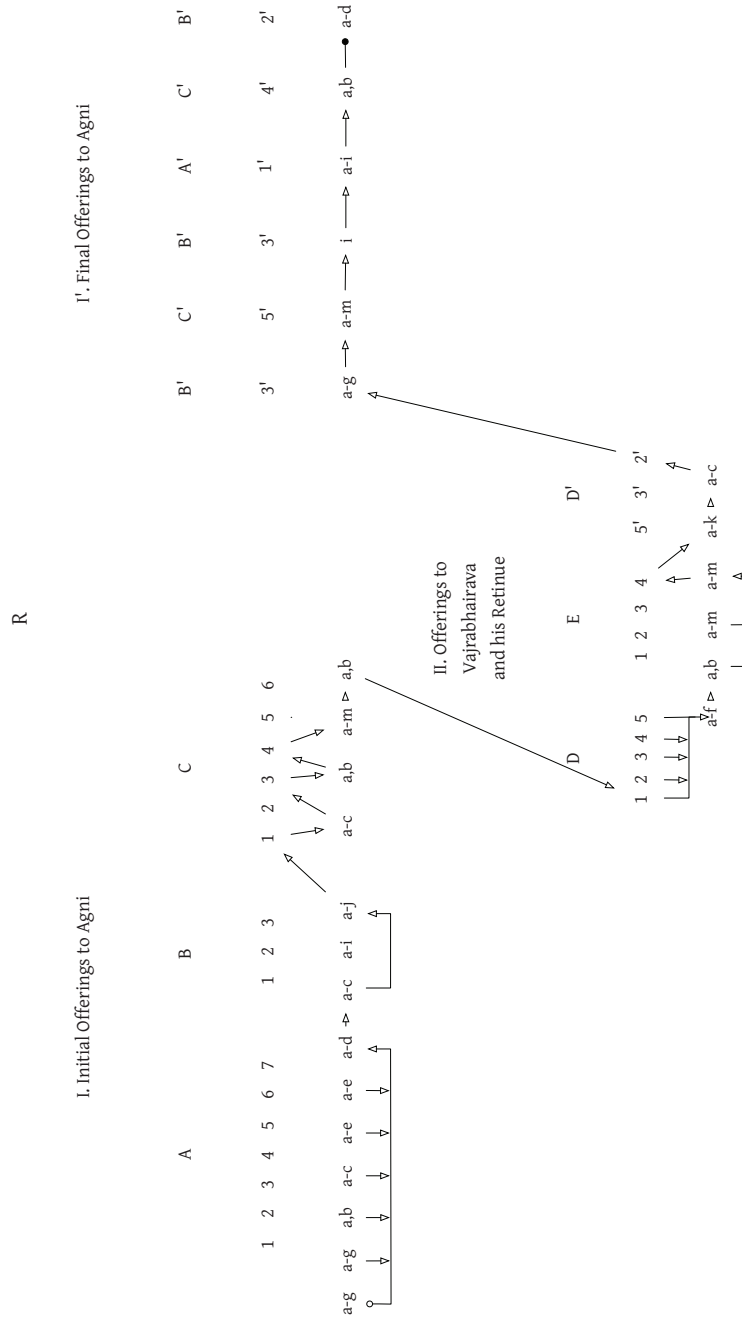 R
I. Initial Offerings to Agni I'. Final Offerings to Agni
A B C B' C' B' A' C' B'
1 2 3 4 5 6 7 1 2 3 1 2 3 4 5 6 3' 5' 3' 1' 4' 2'
a-g a-g a,b a-c a-e a-e a-d a-c a-i a-j a-c a,b a-m a,b a-g a-m i a-i a,b a-d
II. Offerings to
Vajrabhairava
and his Retinue
D E D'
1 2 3 4 5 1 2 3 4 5' 3' 2'
a-f a,b a-m a-m a-k a-c